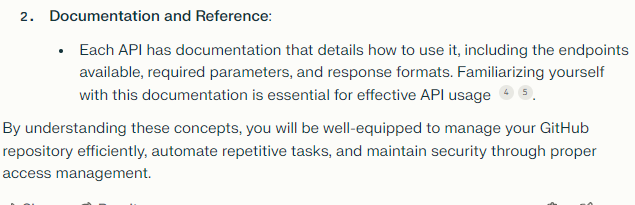 2. Documentation and Reference:
• Each API has documentation that details how to use it, including the endpoints
available, required parameters, and response formats. Familiarizing yourself
with this documentation is essential for effective API usage 4 5.
By understanding these concepts, you will be well-equipped to manage your GitHub
repository efficiently, automate repetitive tasks, and maintain security through proper
access management.